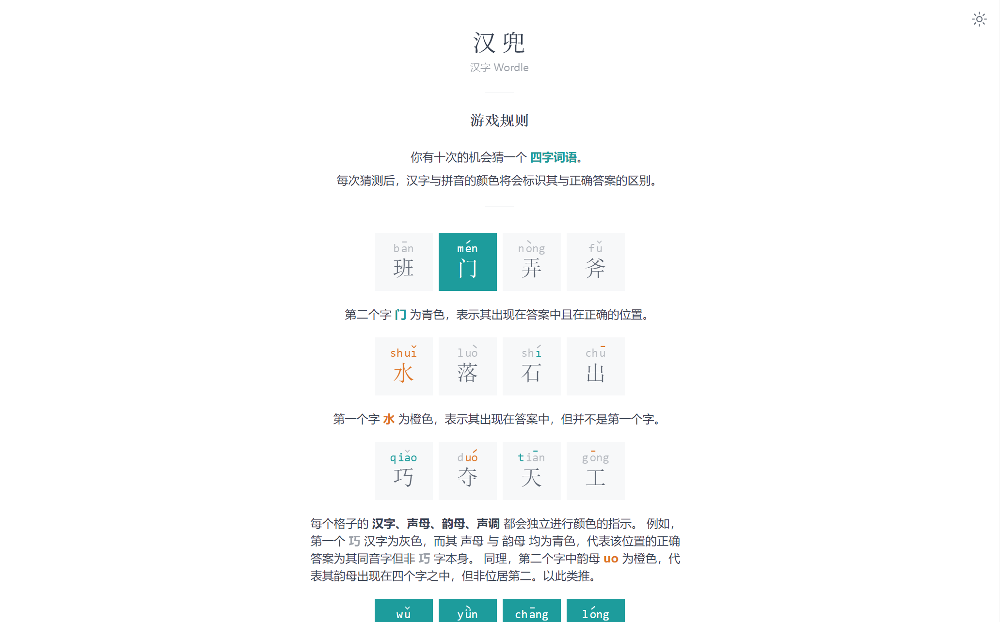 汉兜
汉字 Wordle
游戏规则
你有十次的机会猜一个 四字词语。
每次猜测后，汉字与拼音的颜色将会标识其与正确答案的区别。
bān mén nòng fǔ
班 门 弄 斧
第二个字 门 为青色，表示其出现在答案中且在正确的位置。
shuǐ luò shí chū
水 落 石 出
第一个字 水 为橙色，表示其出现在答案中，但并不是第一个字。
qiǎo duó tiān gōng
巧 夺 天 工
每个格子的 汉字、声母、韵母、声调 都会独立进行颜色的指示。 例如，
第一个 巧 汉字为灰色，而其 声母 与 韵母 均为青色，代表该位置的正确
答案为其同音字但非 巧 字本身。 同理，第二个字中韵母 uo 为橙色，代
表其韵母出现在四个字之中，但非位居第二。以此类推。
wǔ yǜn chāng lóng